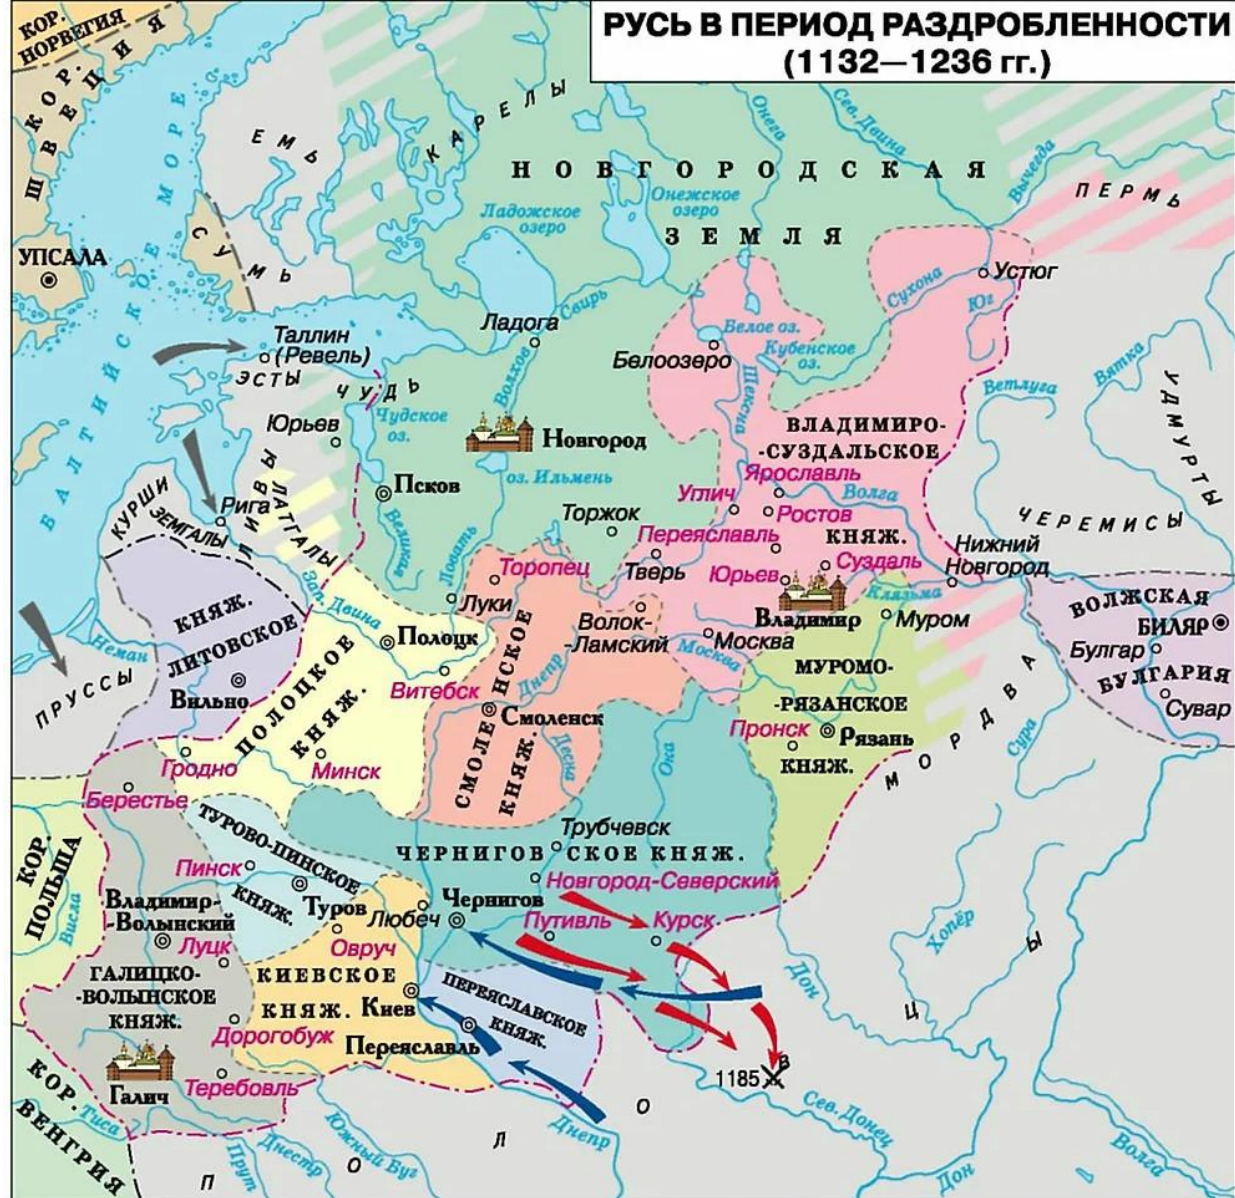 РУСЬ В ПЕРИОД РАЗДРОБЛЕННОСТИ
(1132—1236 гг.)
КОР.
НОРВЕГИЯ
КОР.
ШВЕЦИЯ
УПСАЛА
БАЛТИЙСКОЕ МОРЕ
ЕМЬ
СУМЬ
КАРЕЛЫ
НОВГОРОДСКАЯ
ЗЕМЛЯ
Онега
Сев. Двина
Вычегда
ПЕРМЬ
Ладожское
озеро
Онежское
озеро
Свирь
Сухона
Устюг
Юг
Таллин
(Ревель)
ЭСТЫ
ЧУДЬ
Ладога
Волхов
Белоозеро
Белое оз.
Кубенское
оз.
Шексна
Ветлуга
Вятка
УДМУРТЫ
Юрьев
Чудское
оз.
Новгород
оз. Ильмень
Псков
Великая
Ловать
Торжок
ВЛАДИМИРО-
-СУЗДАЛЬСКОЕ
КНЯЖ.
Ярославль
Углич
Ростов
Волга
Переяславль
Тверь
Юрьев
Суздаль
Владимир
Клязьма
Нижний
Новгород
ЧЕРЕМИСЫ
КУРШИ
ЗЕМГАЛЫ
ЛИВЫ
ЛАТГАЛЫ
Рига
Зап. Двина
КНЯЖ.
ЛИТОВСКОЕ
Вильно
Неман
ПРУССЫ
Торопец
Луки
Полоцк
Витебск
ПОЛОЦКОЕ
КНЯЖ.
Гродно
Минск
СМОЛЕНСКОЕ
КНЯЖ.
Днепр
Смоленск
Десна
Волок-
-Ламский
Москва
Москва
Муром
МУРОМО-
-РЯЗАНСКОЕ
КНЯЖ.
Пронск
Рязань
Ока
МОРДВА
Сура
ВОЛЖСКАЯ
БИЛЯР
Булгар
БУЛГАРИЯ
Сувар
Берестье
КОР.
ПОЛЬША
Висла
ТУРОВО-ПИНСКОЕ
КНЯЖ.
Пинск
Туров
Владимир-
-Волынский
Луцк
ГАЛИЦКО-
-ВОЛЫНСКОЕ
КНЯЖ.
Дорогобуж
Галич
Теребовль
КОР.
ВЕНГРИЯ
Тиса
Прут
Днестр
Южный Буг
Овруч
КИЕВСКОЕ
КНЯЖ.
Киев
Любеч
Чернигов
ЧЕРНИГОВСКОЕ КНЯЖ.
Трубчевск
Новгород-Северский
Путивль
Курск
ПЕРЕЯСЛАВСКОЕ
КНЯЖ.
Переяславль
Днепр
1185
Сев. Донец
Дон
Дон
Хопёр
Волга
ПОЛОВЦЫ